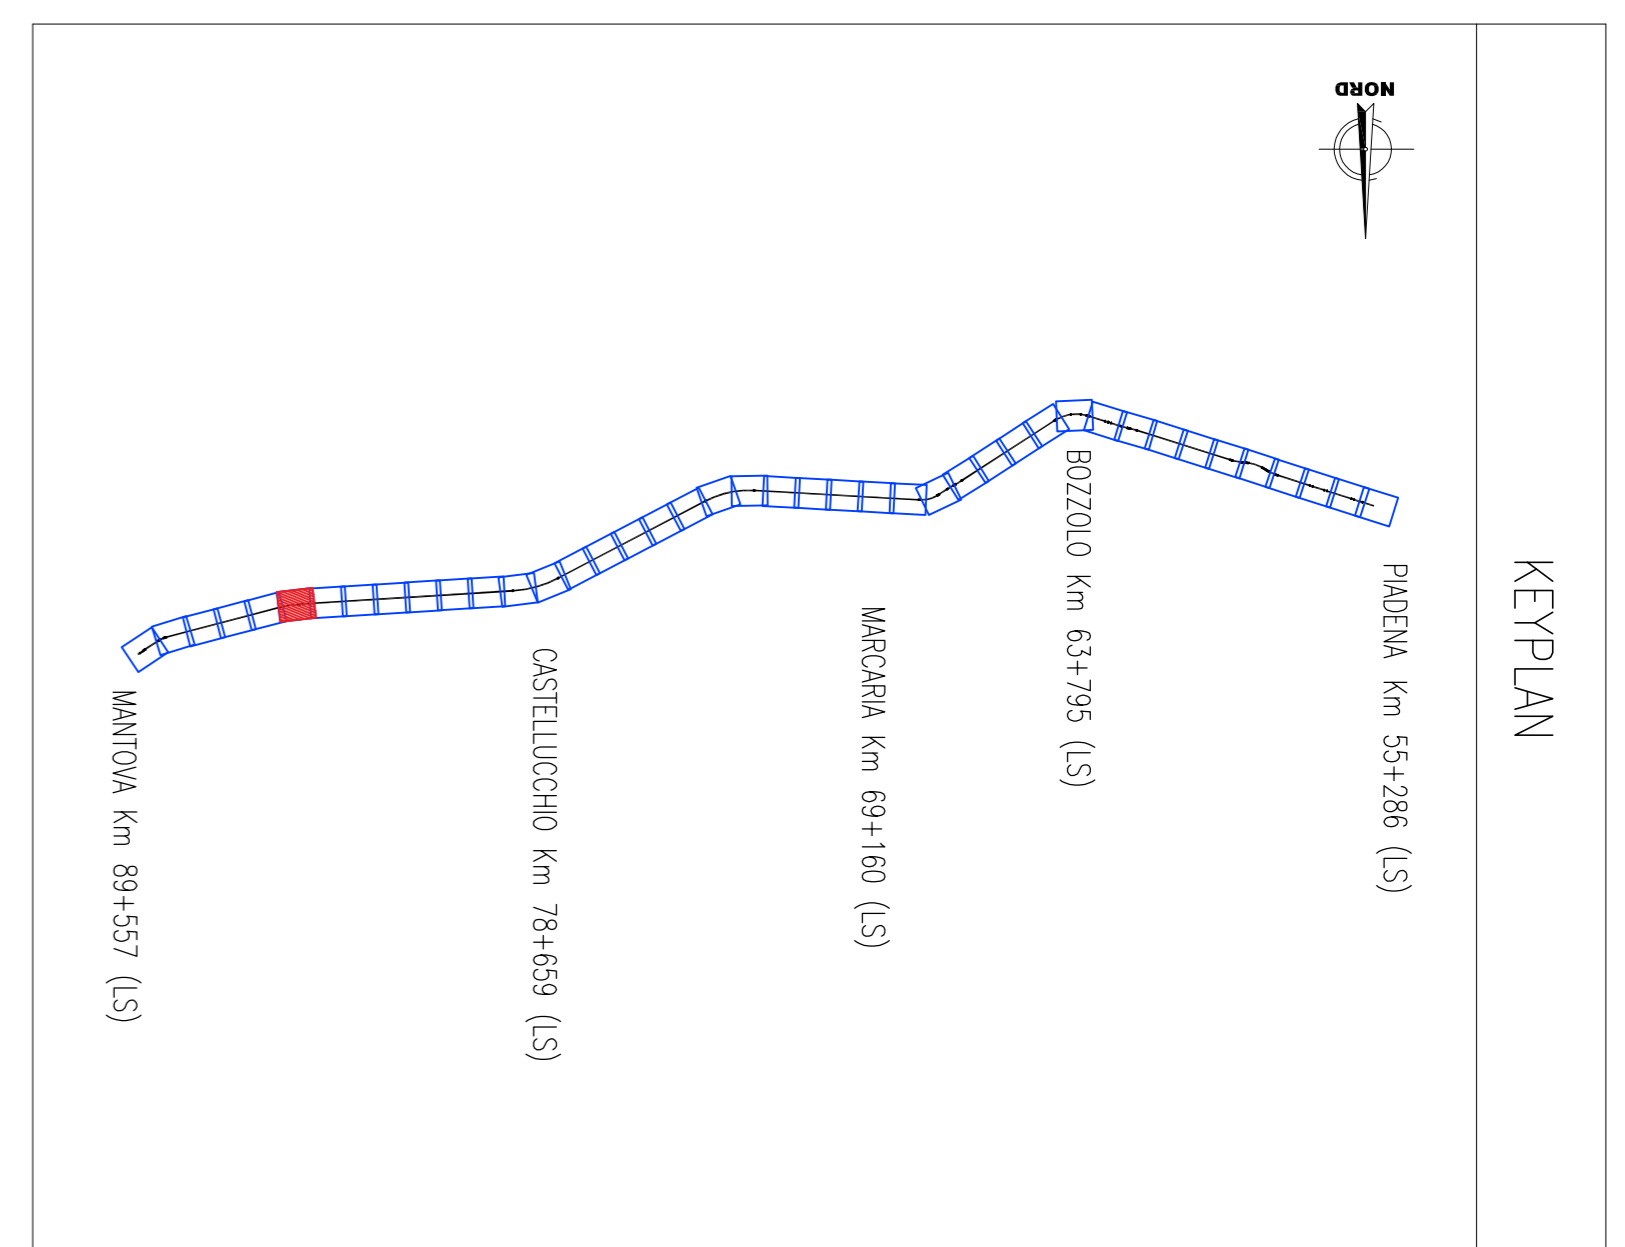 KEYPLAN
NORD
PIADENA Km 55+286 (LS)
BOZZOLO Km 63+795 (LS)
MARCARIA Km 69+160 (LS)
CASTELLUCCHIO Km 78+659 (LS)
MANTOVA Km 89+557 (LS)